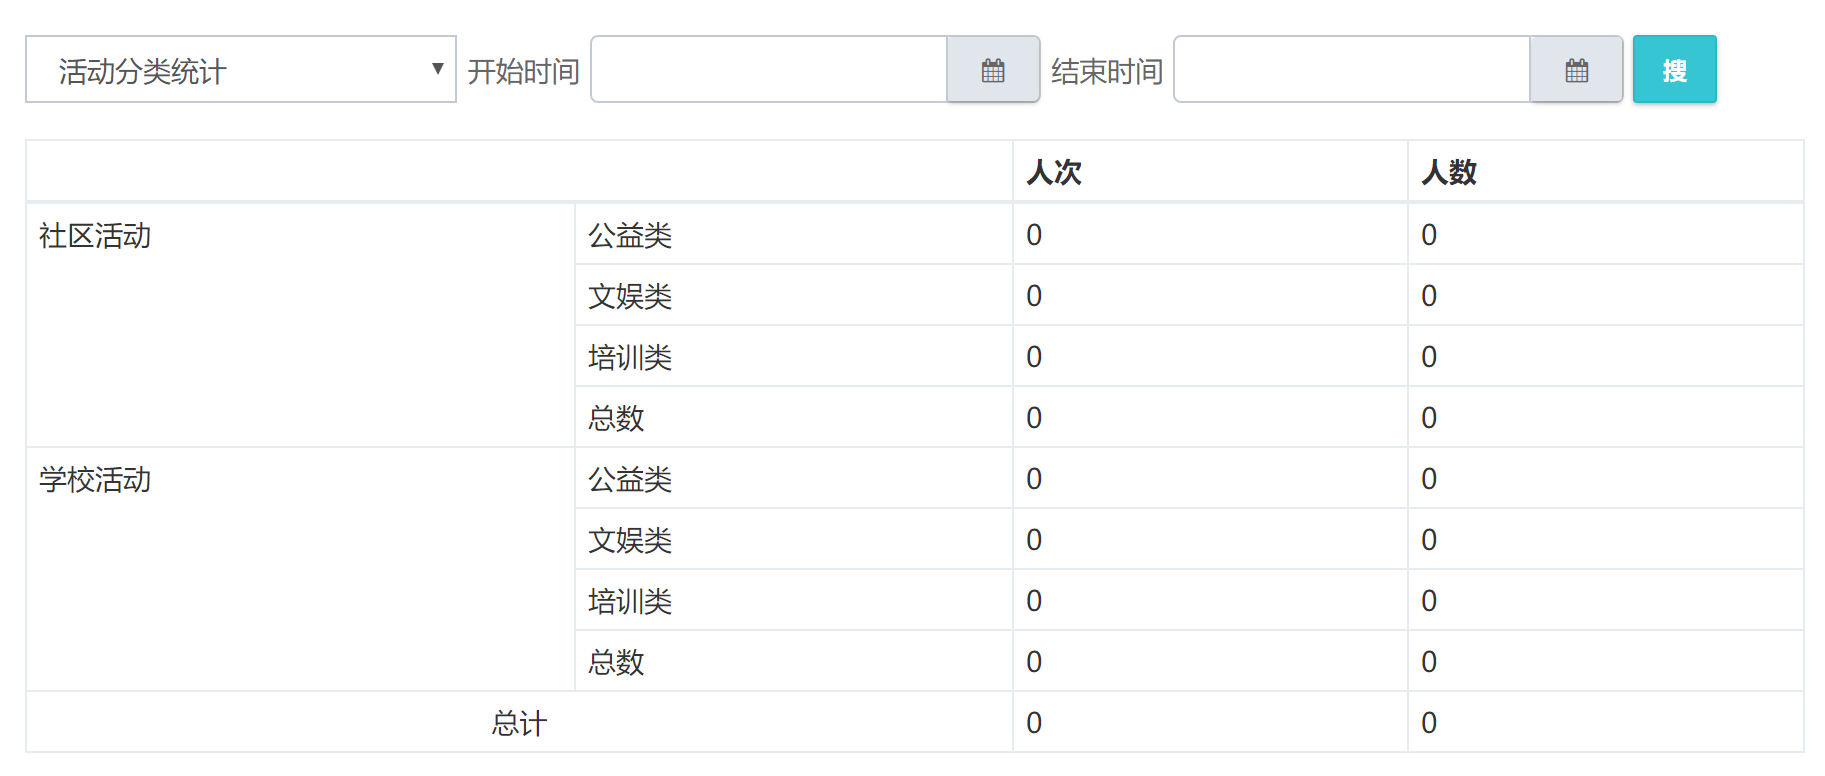 活动分类统计 开始时间 结束时间 搜
人次 人数
社区活动 公益类 0 0
文娱类 0 0
培训类 0 0
总数 0 0
学校活动 公益类 0 0
文娱类 0 0
培训类 0 0
总数 0 0
总计 0 0